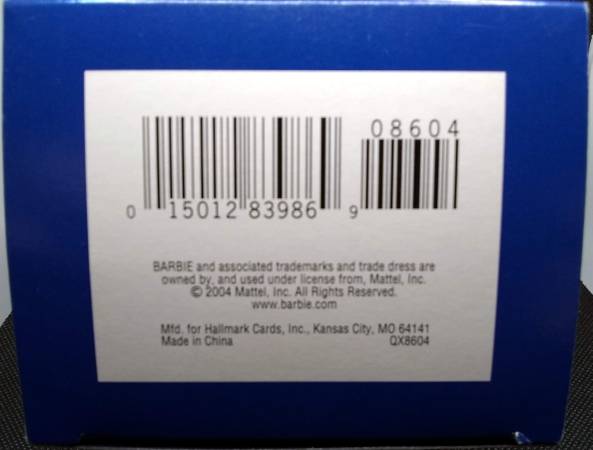 08604
0 15012 83986 9
BARBIE and associated trademarks and trade dress are
owned by, and used under license from, Mattel, Inc.
© 2004 Mattel, Inc. All Rights Reserved.
www.barbie.com
Mfd. for Hallmark Cards, Inc., Kansas City, MO 64141
Made in China QX8604